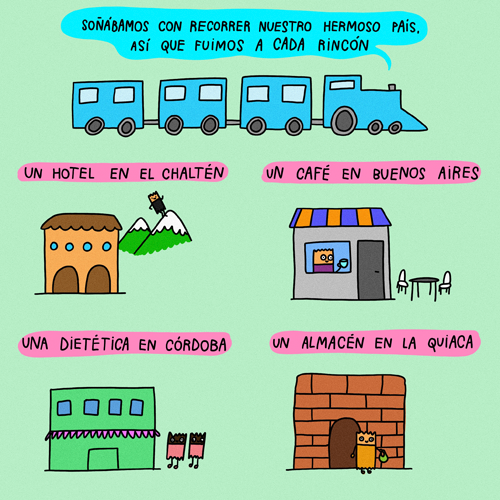 SOÑÁBAMOS CON RECORRER NUESTRO HERMOSO PAÍS,
ASÍ QUE FUIMOS A CADA RINCÓN
UN HOTEL EN EL CHALTÉN
UN CAFÉ EN BUENOS AIRES
UNA DIETÉTICA EN CÓRDOBA
UN ALMACÉN EN LA QUIACA